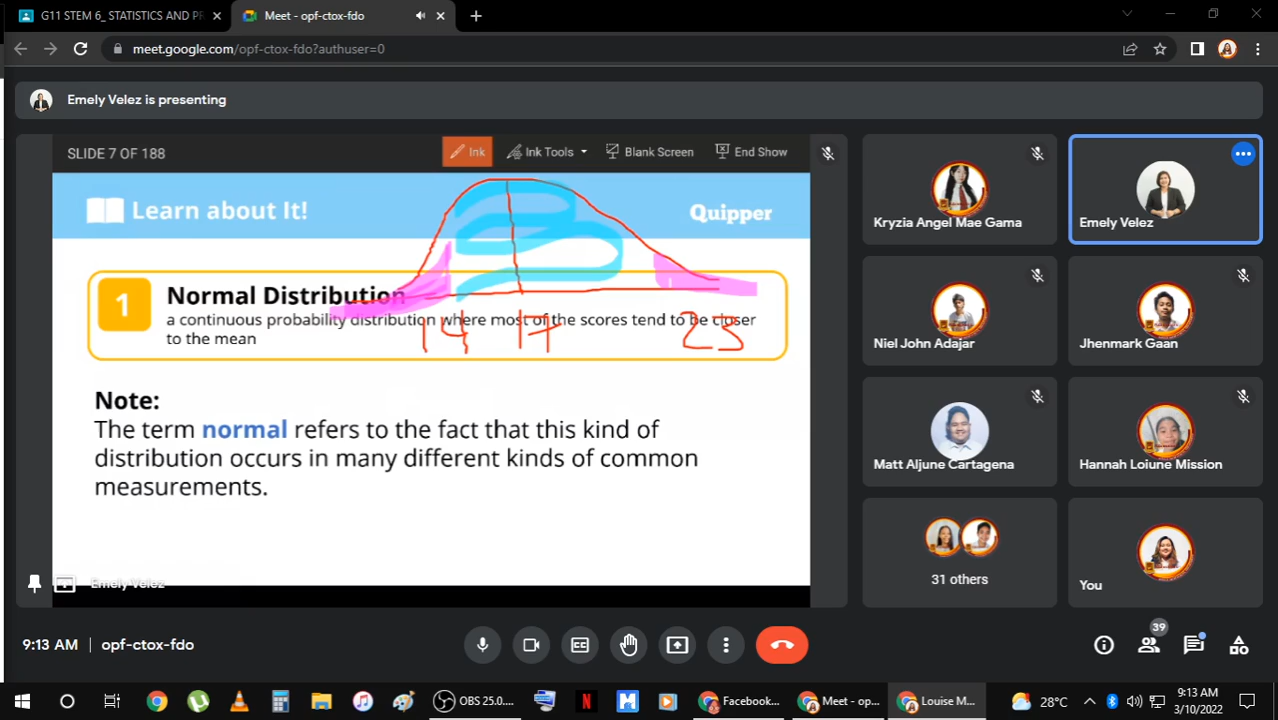 G11 STEM 6_ STATISTICS AND PR
Meet - opf-ctox-fdo
meet.google.com/opf-ctox-fdo?authuser=0
Emely Velez is presenting
SLIDE 7 OF 188
Ink
Ink Tools
Blank Screen
End Show
Learn about It!
Quipper
1
Normal Distribution
a continuous probability distribution where most of the scores tend to be closer
to the mean
14 17 23
Note:
The term normal refers to the fact that this kind of
distribution occurs in many different kinds of common
measurements.
Emely Velez
Kryzia Angel Mae Gama
Emely Velez
Niel John Adajar
Jhenmark Gaan
Matt Aljune Cartagena
Hannah Loiune Mission
31 others
You
9:13 AM | opf-ctox-fdo
CC
39
OBS 25.0....
Facebook...
Meet - op...
Louise M...
28°C
9:13 AM
3/10/2022